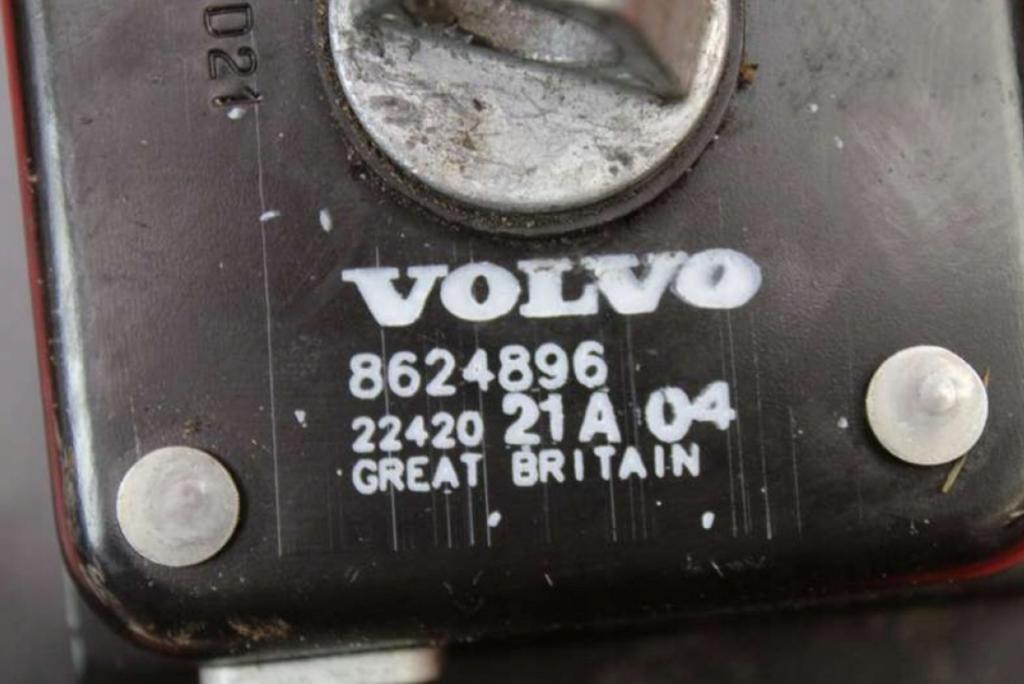 D21
VOLVO
8624896
22420 21A 04
GREAT BRITAIN